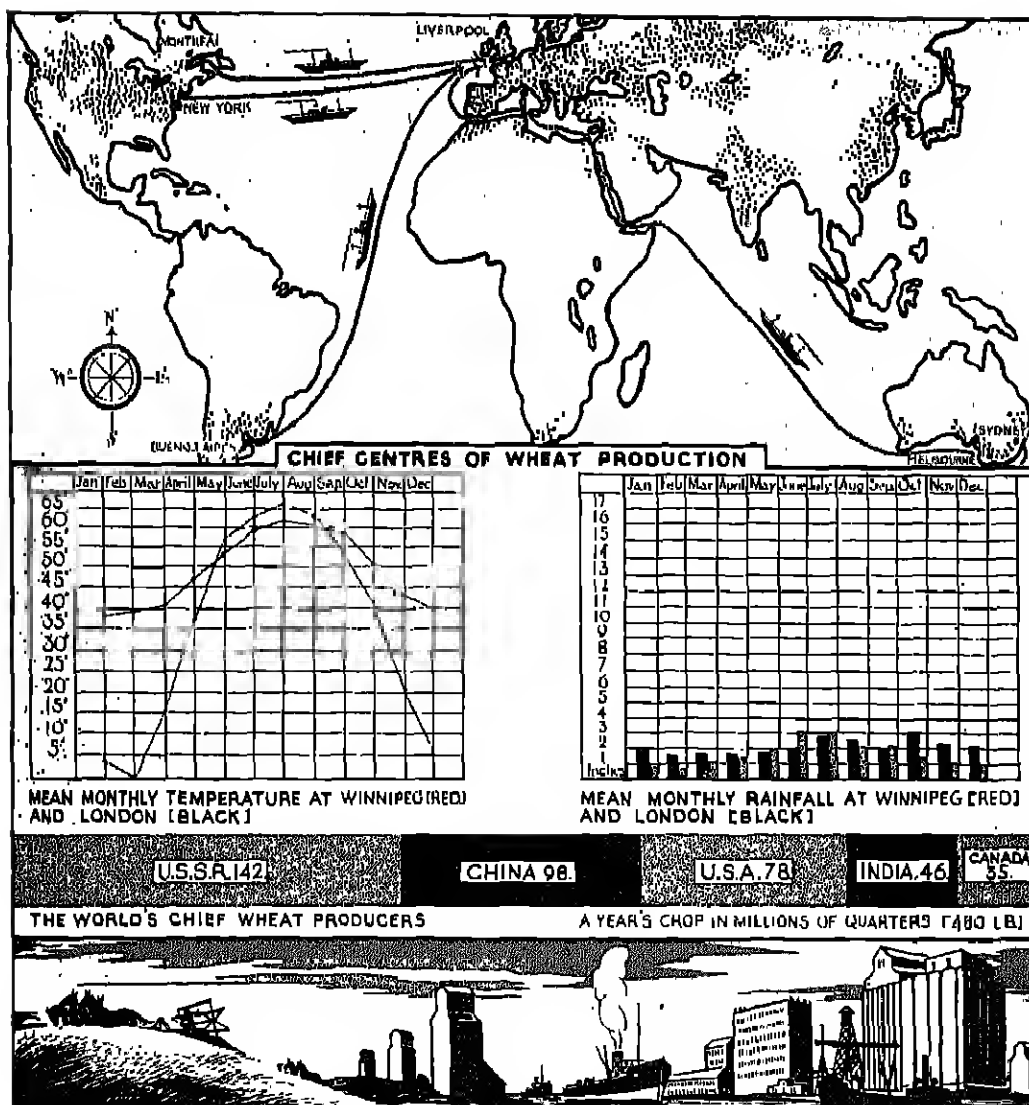 MONTREAL
LIVERPOOL
NEW YORK
N
W
E
S
BUENOS AIRES
SYDNEY
MELBOURNE
CHIEF CENTRES OF WHEAT PRODUCTION
Jan Feb Mar April May June July Aug Sep Oct Nov Dec
65°
60°
55°
50°
45°
40°
35°
30°
25°
20°
15°
10°
5°
Jan Feb Mar April May June July Aug Sep Oct Nov Dec
17
16
15
14
13
12
11
10
9
8
7
6
5
4
3
2
1
Inches
MEAN MONTHLY TEMPERATURE AT WINNIPEG [RED]
AND LONDON [BLACK]
MEAN MONTHLY RAINFALL AT WINNIPEG [RED]
AND LONDON [BLACK]
U.S.S.R.142. CHINA 98. U.S.A.78 INDIA.46. CANADA
35.
THE WORLD'S CHIEF WHEAT PRODUCERS A YEAR'S CROP IN MILLIONS OF QUARTERS [480 LB]